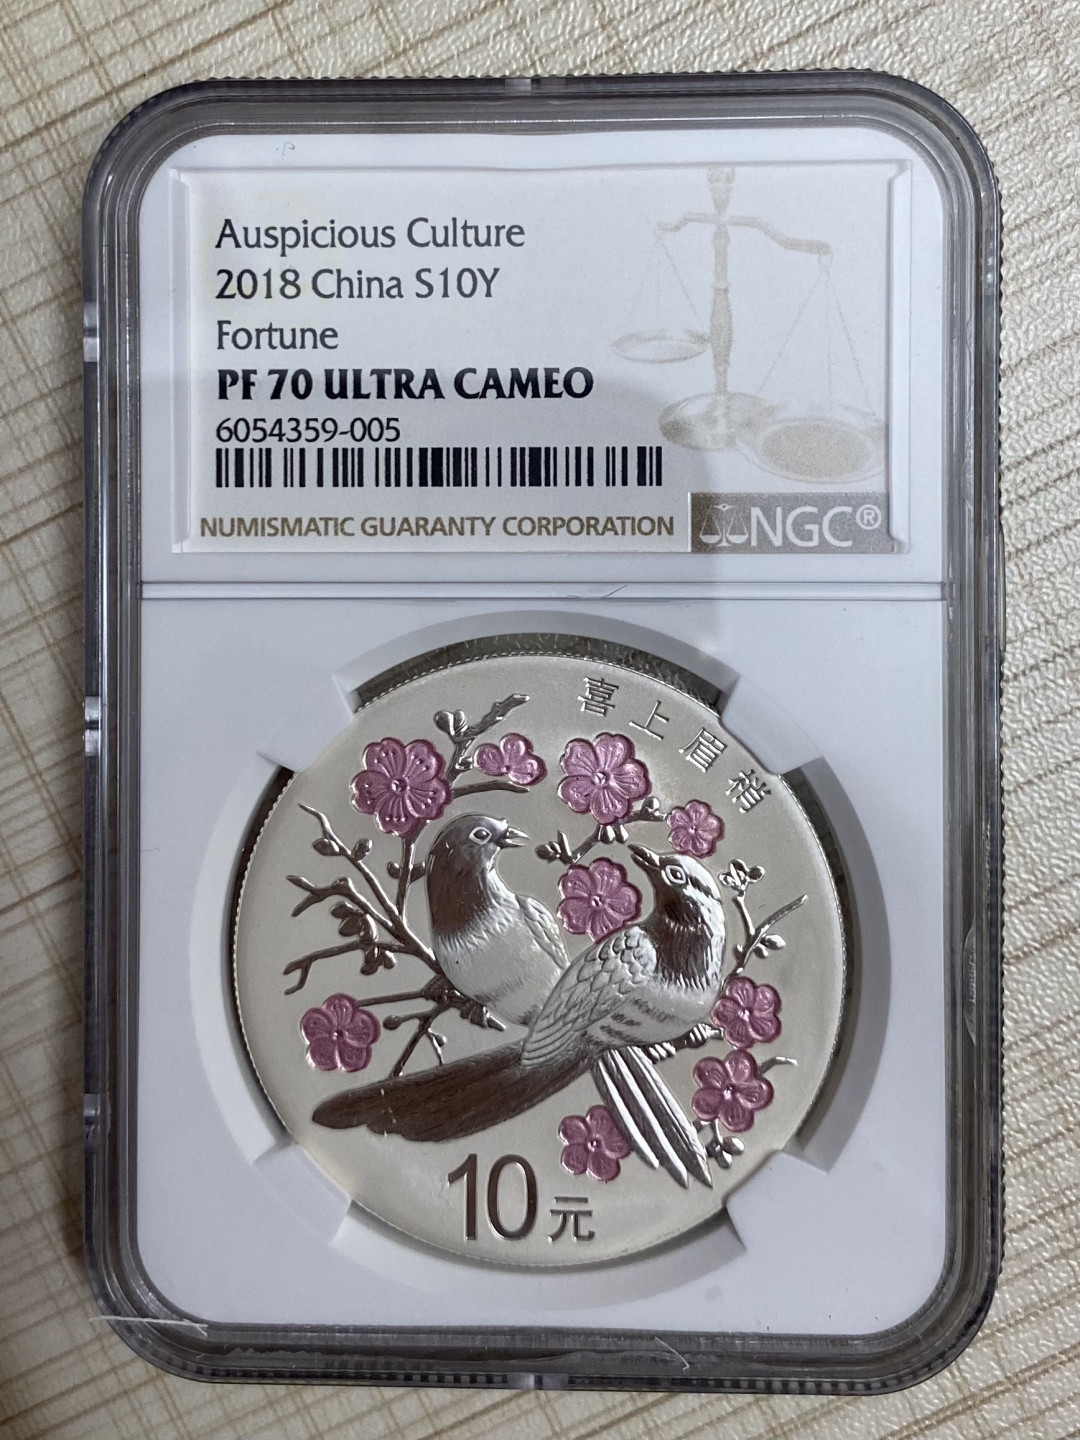 Auspicious Culture
2018 China S10Y
Fortune
PF 70 ULTRA CAMEO
6054359-005
NUMISMATIC GUARANTY CORPORATION
NGC®
喜上眉梢
10元